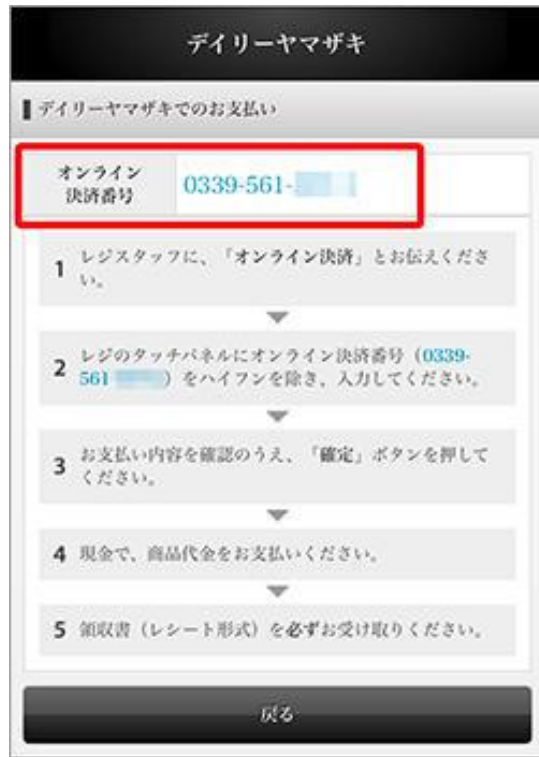 デイリーヤマザキ
デイリーヤマザキでのお支払い
オンライン
決済番号
0339-561-
1 レジスタッフに、「オンライン決済」とお伝えくださ
い。
2 レジのタッチパネルにオンライン決済番号（0339-
561 ）をハイフンを除き、入力してください。
3 お支払い内容を確認のうえ、「確定」ボタンを押して
ください。
4 現金で、商品代金をお支払いください。
5 領収書（レシート形式）を必ずお受け取りください。
戻る